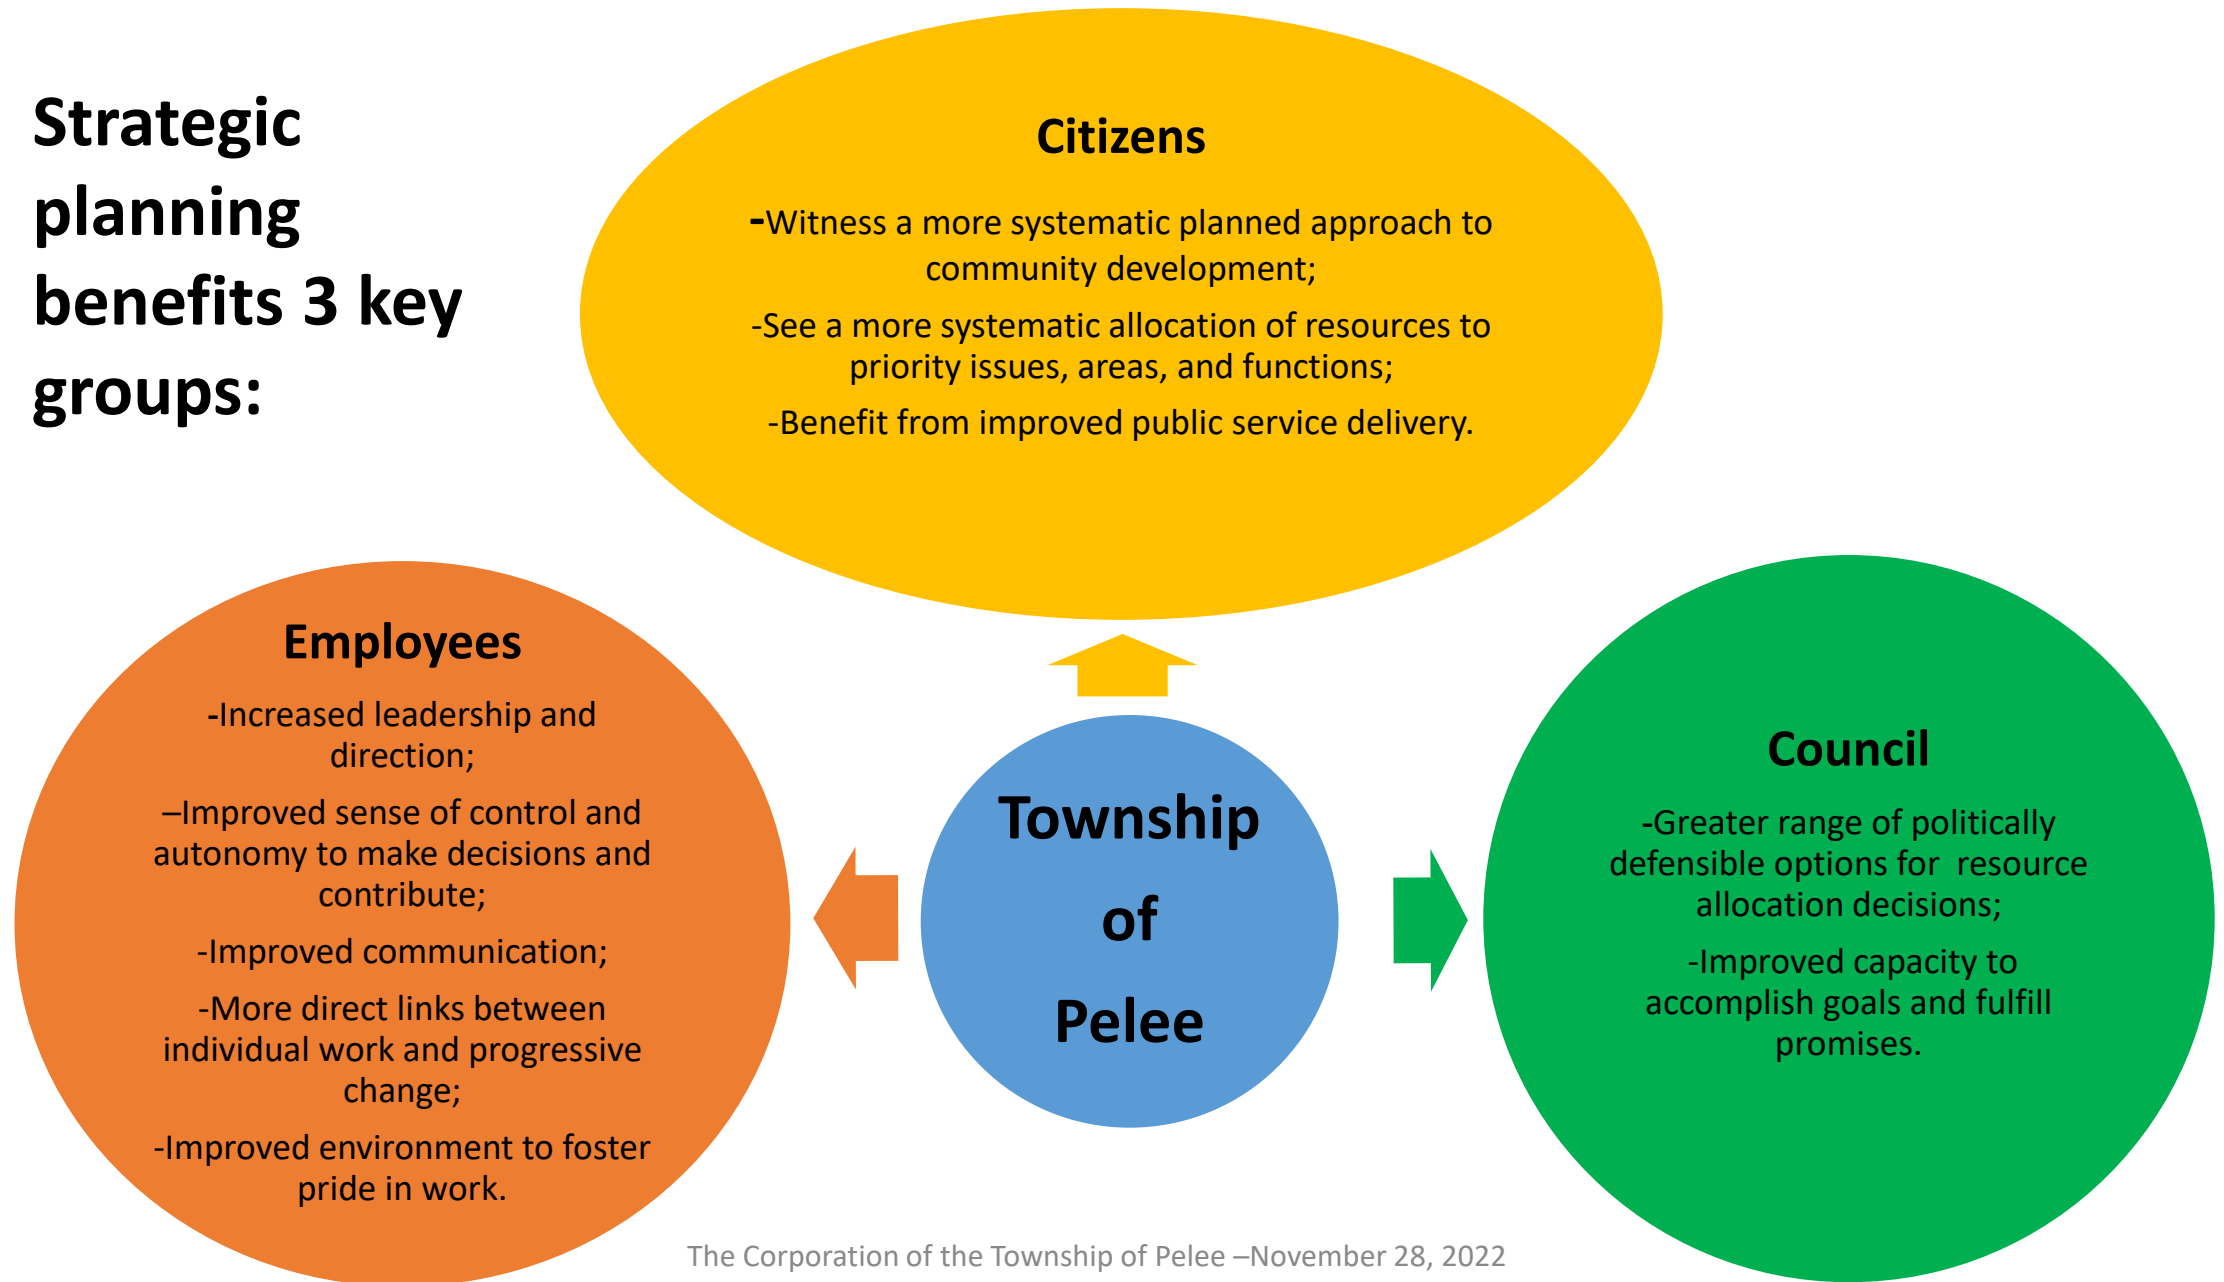 Strategic
planning
benefits 3 key
groups:
Citizens
-Witness a more systematic planned approach to
community development;
-See a more systematic allocation of resources to
priority issues, areas, and functions;
-Benefit from improved public service delivery.
Employees
-Increased leadership and
direction;
–Improved sense of control and
autonomy to make decisions and
contribute;
-Improved communication;
-More direct links between
individual work and progressive
change;
-Improved environment to foster
pride in work.
Township
of
Pelee
Council
-Greater range of politically
defensible options for  resource
allocation decisions;
-Improved capacity to
accomplish goals and fulfill
promises.
The Corporation of the Township of Pelee –November 28, 2022